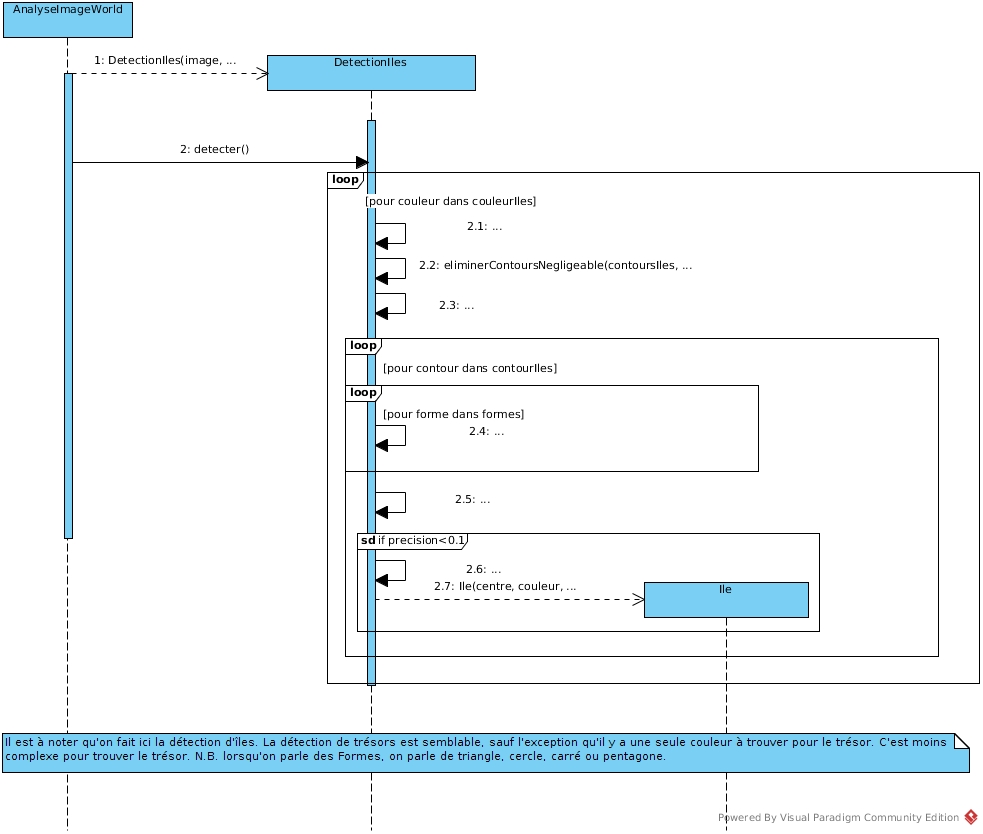 AnalyseImageWorld
1: DetectionIles(image, ...
DetectionIles
2: detecter()
loop
[pour couleur dans couleurIles]
2.1: ...
2.2: eliminerContoursNegligeable(contoursIles, ...
2.3: ...
loop
[pour contour dans contourIles]
loop
[pour forme dans formes]
2.4: ...
2.5: ...
sd if precision<0.1
2.6: ...
2.7: Ile(centre, couleur, ...
Ile
Il est à noter qu'on fait ici la détection d'îles. La détection de trésors est semblable, sauf l'exception qu'il y a une seule couleur à trouver pour le trésor. C'est moins
complexe pour trouver le trésor. N.B. lorsqu'on parle des Formes, on parle de triangle, cercle, carré ou pentagone.
Powered By Visual Paradigm Community Edition